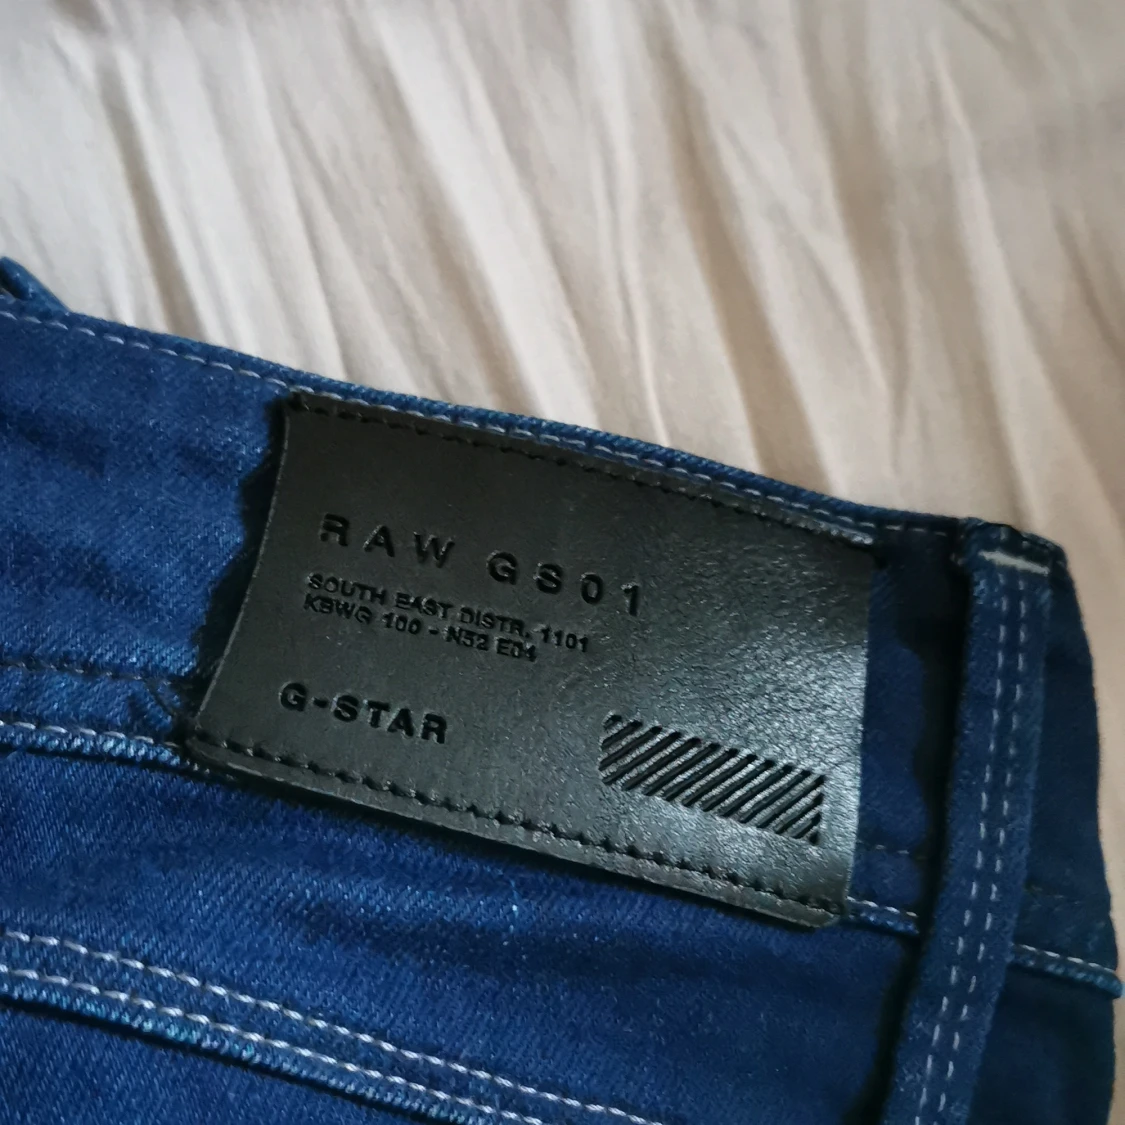 RAW GS01
SOUTH EAST DISTR. 1101
KBWG 100 - N52 E04
G-STAR